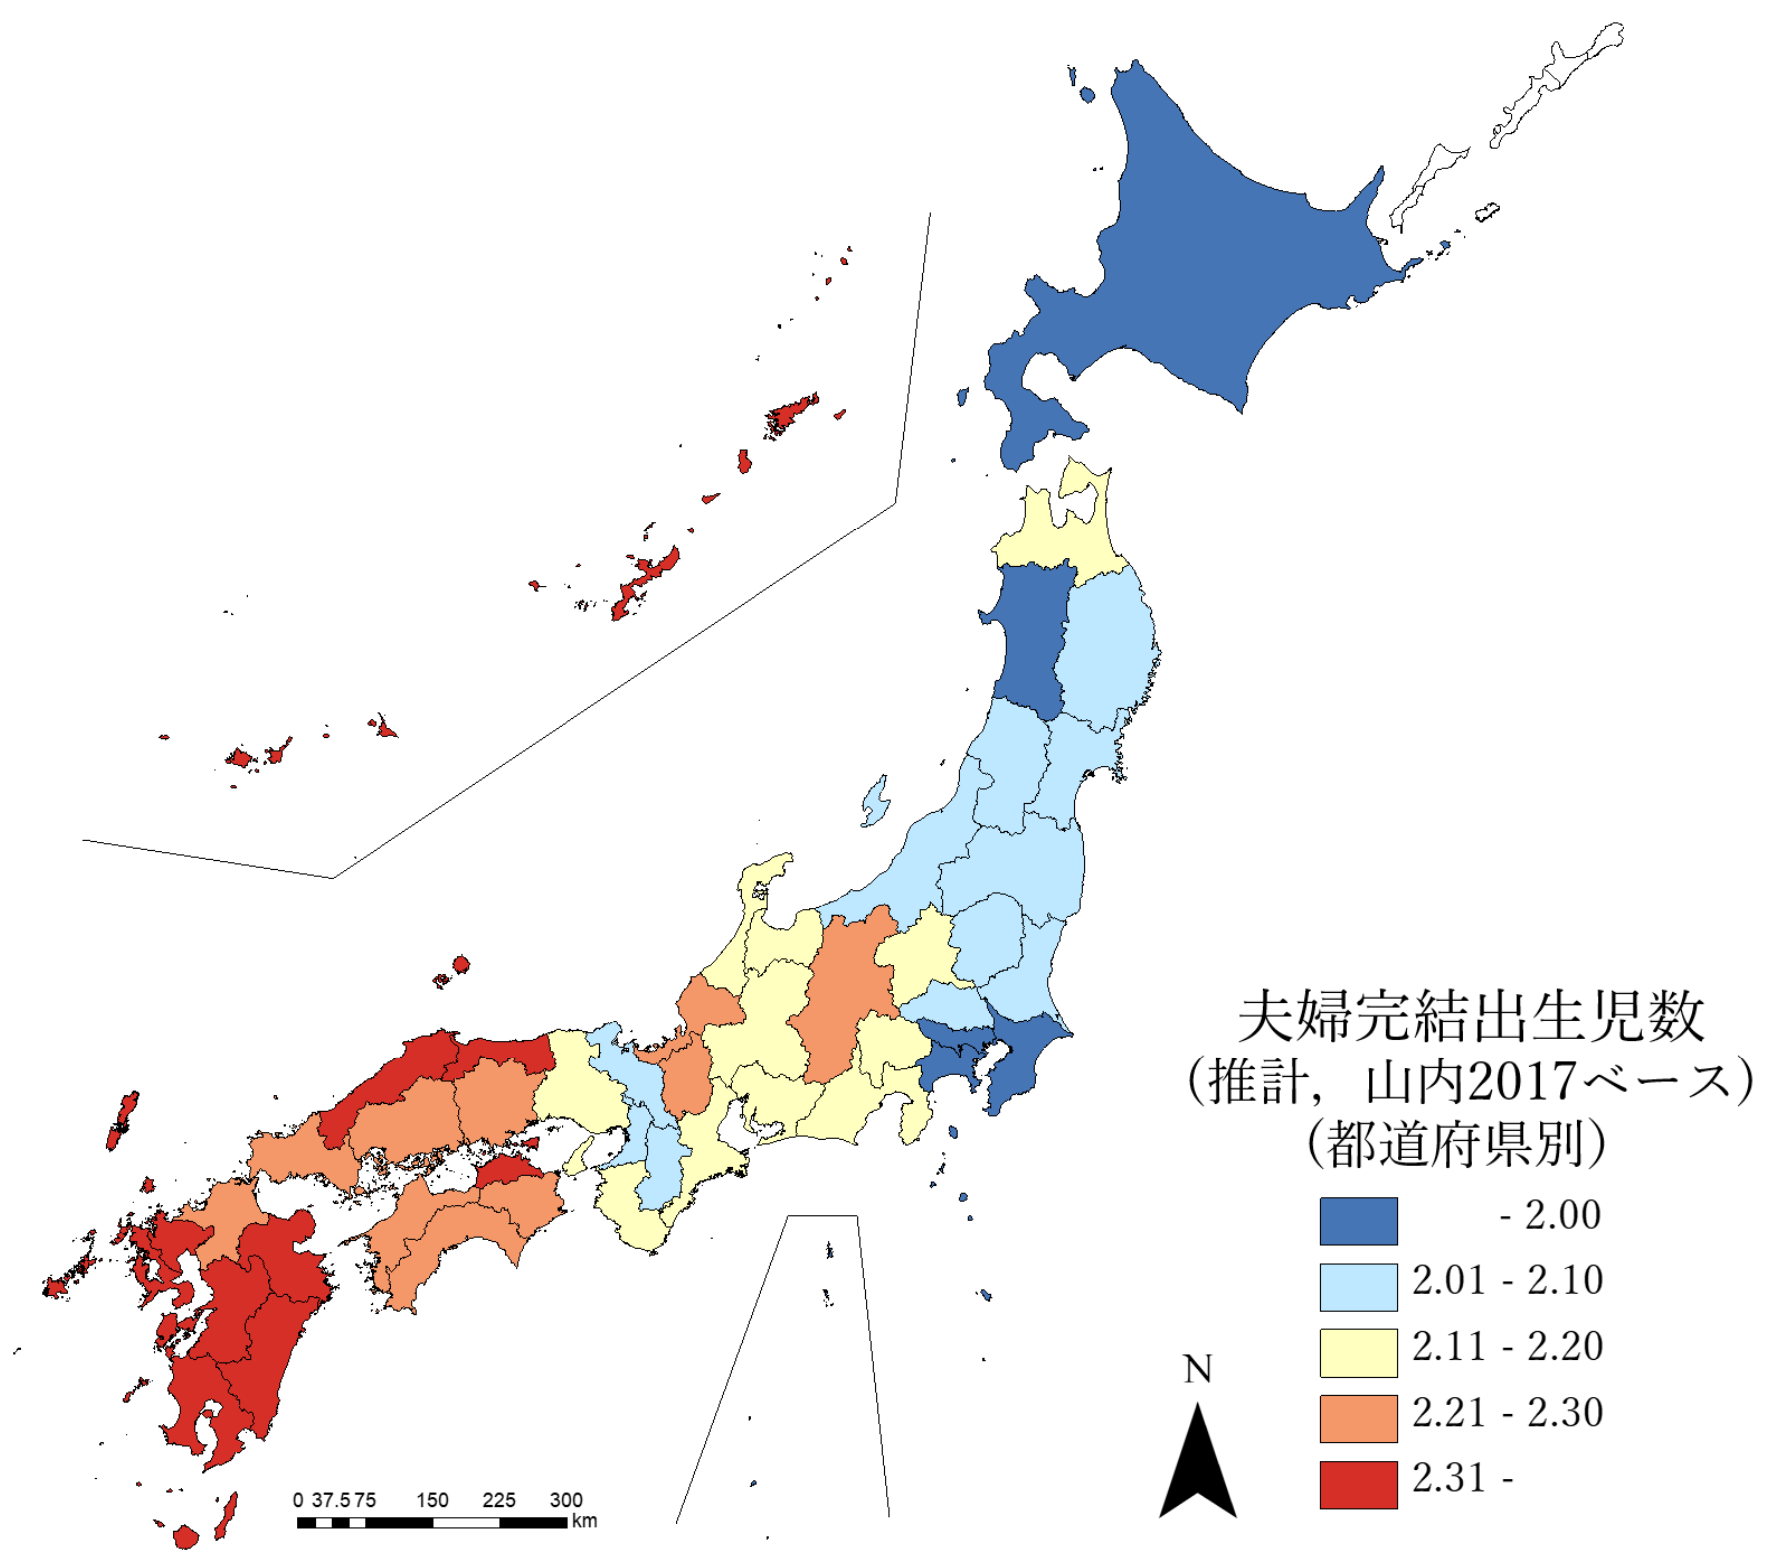 夫婦完結出生児数
(推計，山内2017ベース)
(都道府県別)
- 2.00
2.01 - 2.10
2.11 - 2.20
2.21 - 2.30
2.31 -
N
0 37.5 75 150 225 300
km